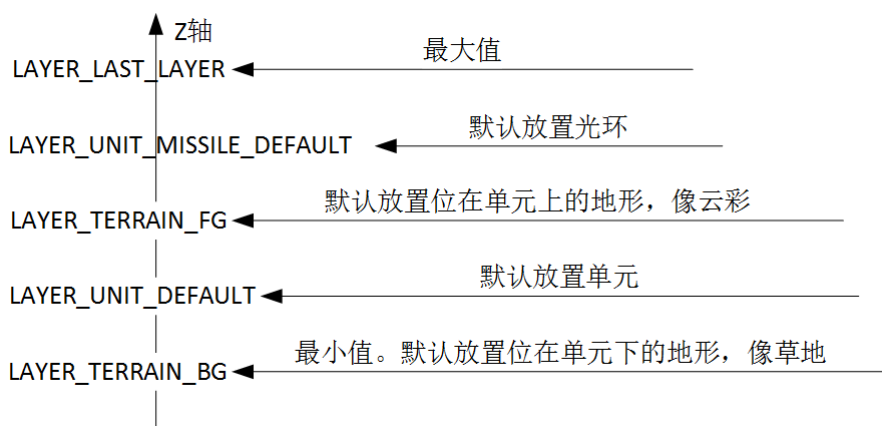 Z轴
LAYER_LAST_LAYER 最大值
LAYER_UNIT_MISSILE_DEFAULT 默认放置光环
LAYER_TERRAIN_FG 默认放置位在单元上的地形，像云彩
LAYER_UNIT_DEFAULT 默认放置单元
LAYER_TERRAIN_BG 最小值。默认放置位在单元下的地形，像草地